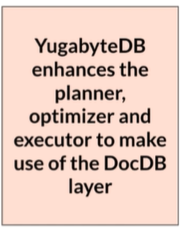 YugabyteDB
enhances the
planner,
optimizer and
executor to make
use of the DocDB
layer